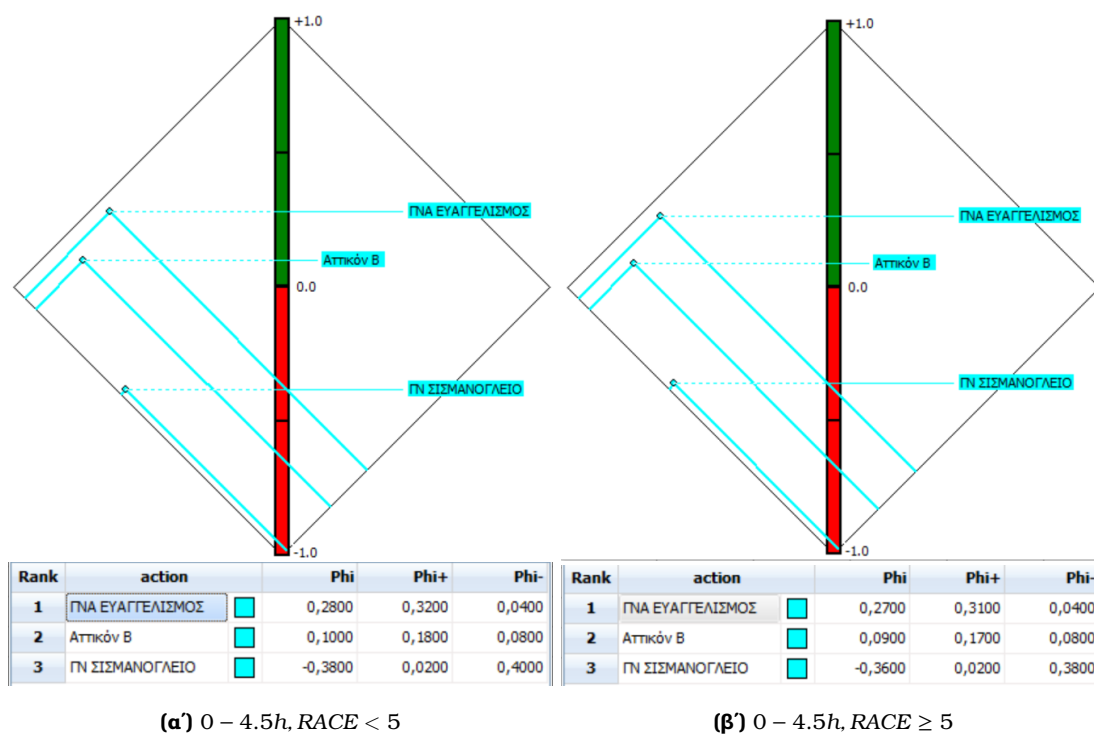 +1.0
ΓΝΑ ΕΥΑΓΓΕΛΙΣΜΟΣ
Αττικόν Β
0.0
ΓΝ ΣΙΣΜΑΝΟΓΛΕΙΟ
-1.0
Rank action Phi Phi+ Phi-
1 ΓΝΑ ΕΥΑΓΓΕΛΙΣΜΟΣ 0,2800 0,3200 0,0400
2 Αττικόν Β 0,1000 0,1800 0,0800
3 ΓΝ ΣΙΣΜΑΝΟΓΛΕΙΟ -0,3800 0,0200 0,4000
(αʹ) 0 – 4.5h, RACE < 5
+1.0
ΓΝΑ ΕΥΑΓΓΕΛΙΣΜΟΣ
Αττικόν Β
0.0
ΓΝ ΣΙΣΜΑΝΟΓΛΕΙΟ
-1.0
Rank action Phi Phi+ Phi-
1 ΓΝΑ ΕΥΑΓΓΕΛΙΣΜΟΣ 0,2700 0,3100 0,0400
2 Αττικόν Β 0,0900 0,1700 0,0800
3 ΓΝ ΣΙΣΜΑΝΟΓΛΕΙΟ -0,3600 0,0200 0,3800
(βʹ) 0 – 4.5h, RACE ≥ 5